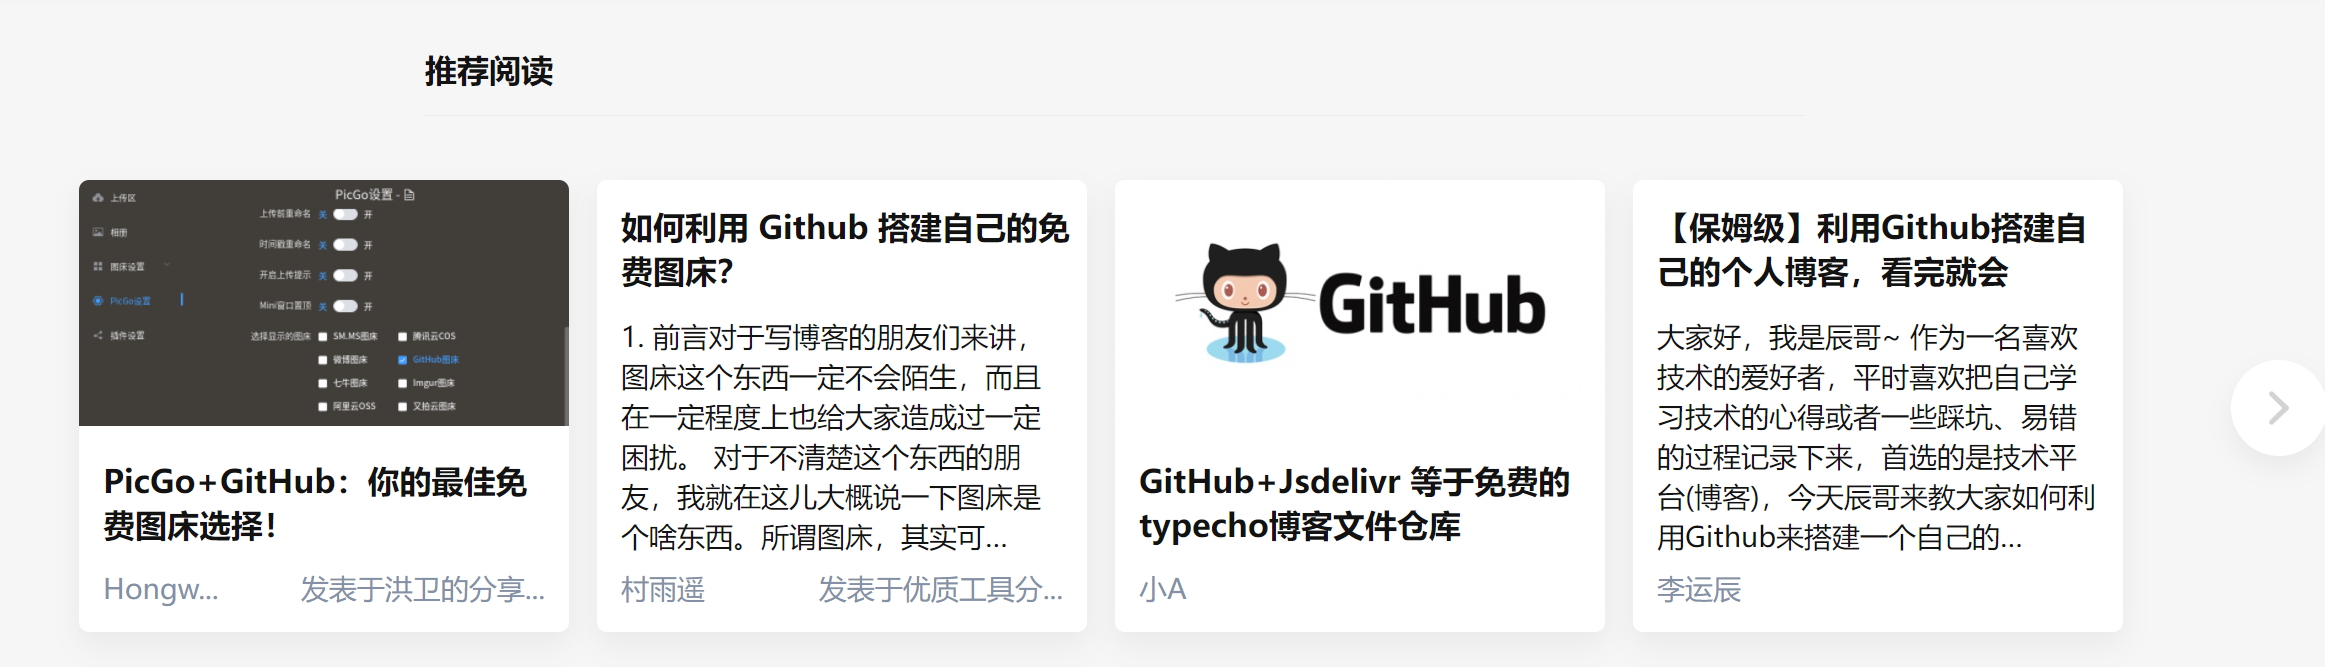 推荐阅读
PicGo设置 -
上传区
相册
图床设置
PicGo设置
插件设置
上传前重命名 关 开
时间戳重命名 关 开
开启上传提示 关 开
Mini窗口置顶 关 开
选择显示的图床 SM.MS图床 腾讯云COS
微博图床 GitHub图床
七牛图床 Imgur图床
阿里云OSS 又拍云图床
PicGo+GitHub：你的最佳免
费图床选择！
Hongw... 发表于洪卫的分享...
如何利用 Github 搭建自己的免
费图床？
1. 前言对于写博客的朋友们来讲，
图床这个东西一定不会陌生，而且
在一定程度上也给大家造成过一定
困扰。 对于不清楚这个东西的朋
友，我就在这儿大概说一下图床是
个啥东西。所谓图床，其实可...
村雨遥 发表于优质工具分...
GitHub
GitHub+Jsdelivr 等于免费的
typecho博客文件仓库
小A
【保姆级】利用Github搭建自
己的个人博客，看完就会
大家好，我是辰哥~ 作为一名喜欢
技术的爱好者，平时喜欢把自己学
习技术的心得或者一些踩坑、易错
的过程记录下来，首选的是技术平
台(博客)，今天辰哥来教大家如何利
用Github来搭建一个自己的...
李运辰